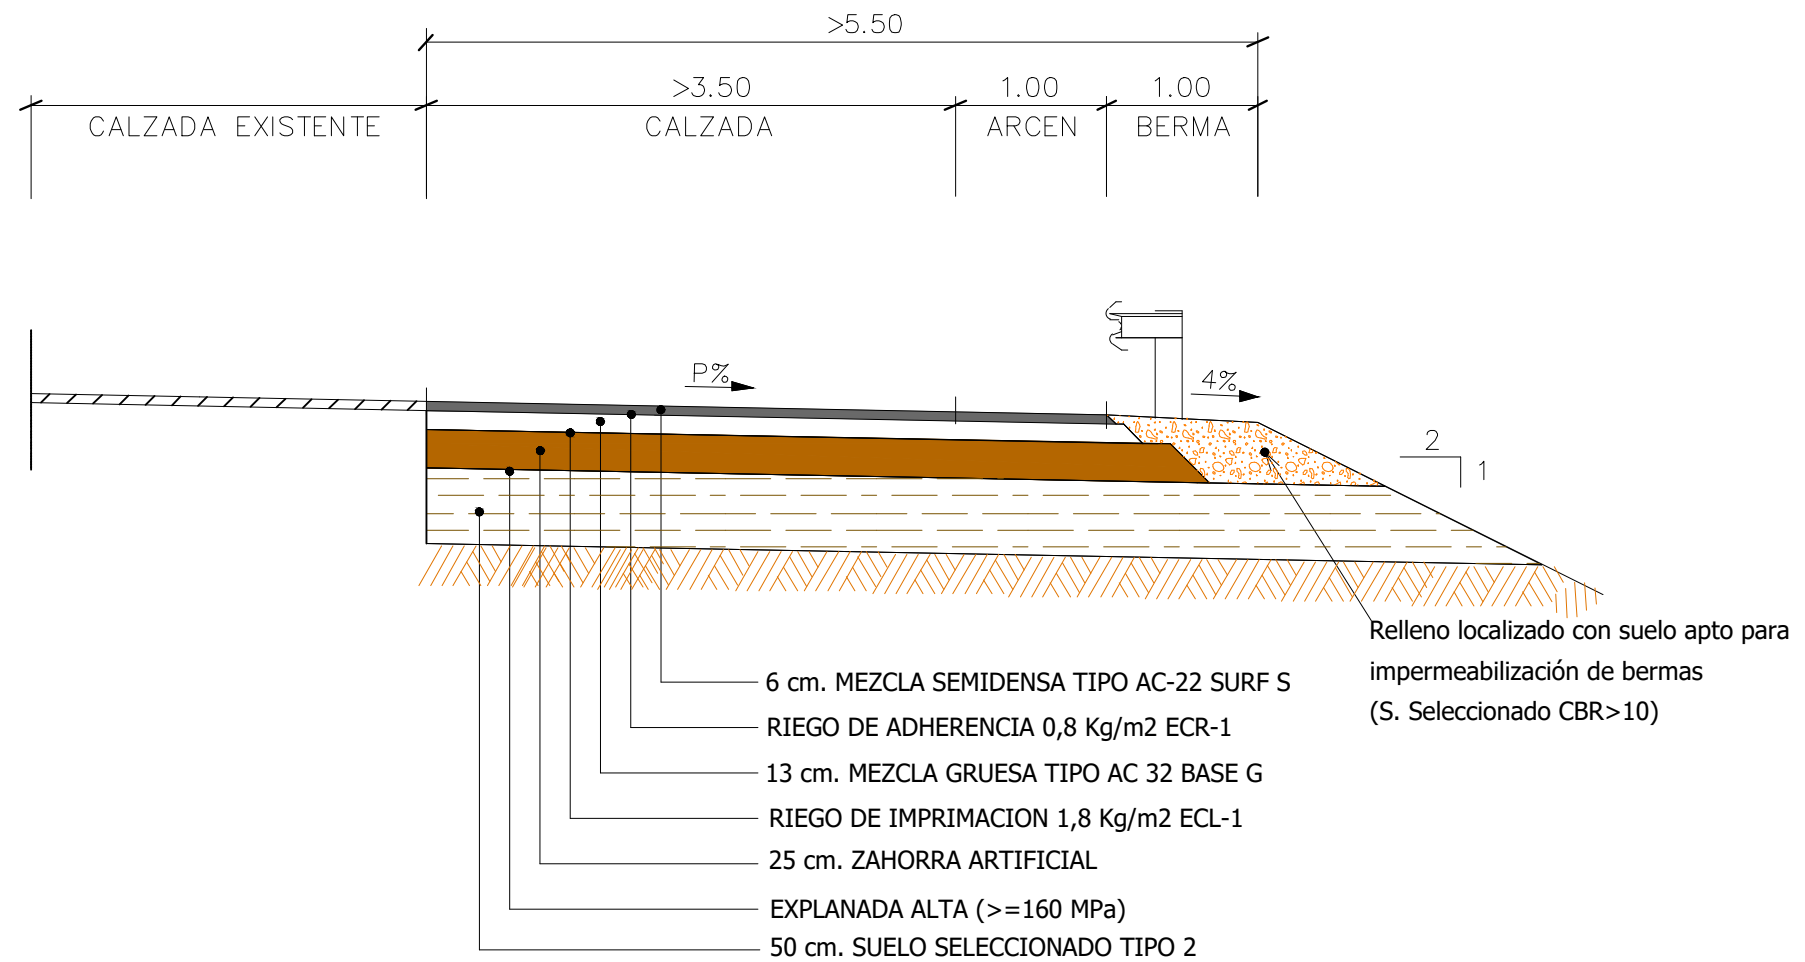 >5.50
>3.50
1.00
1.00
CALZADA EXISTENTE
CALZADA
ARCEN
BERMA
P%
4%
2
1
Relleno localizado con suelo apto para
impermeabilización de bermas
(S. Seleccionado CBR>10)
6 cm. MEZCLA SEMIDENSA TIPO AC-22 SURF S
RIEGO DE ADHERENCIA 0,8 Kg/m2 ECR-1
13 cm. MEZCLA GRUESA TIPO AC 32 BASE G
RIEGO DE IMPRIMACION 1,8 Kg/m2 ECL-1
25 cm. ZAHORRA ARTIFICIAL
EXPLANADA ALTA (>=160 MPa)
50 cm. SUELO SELECCIONADO TIPO 2